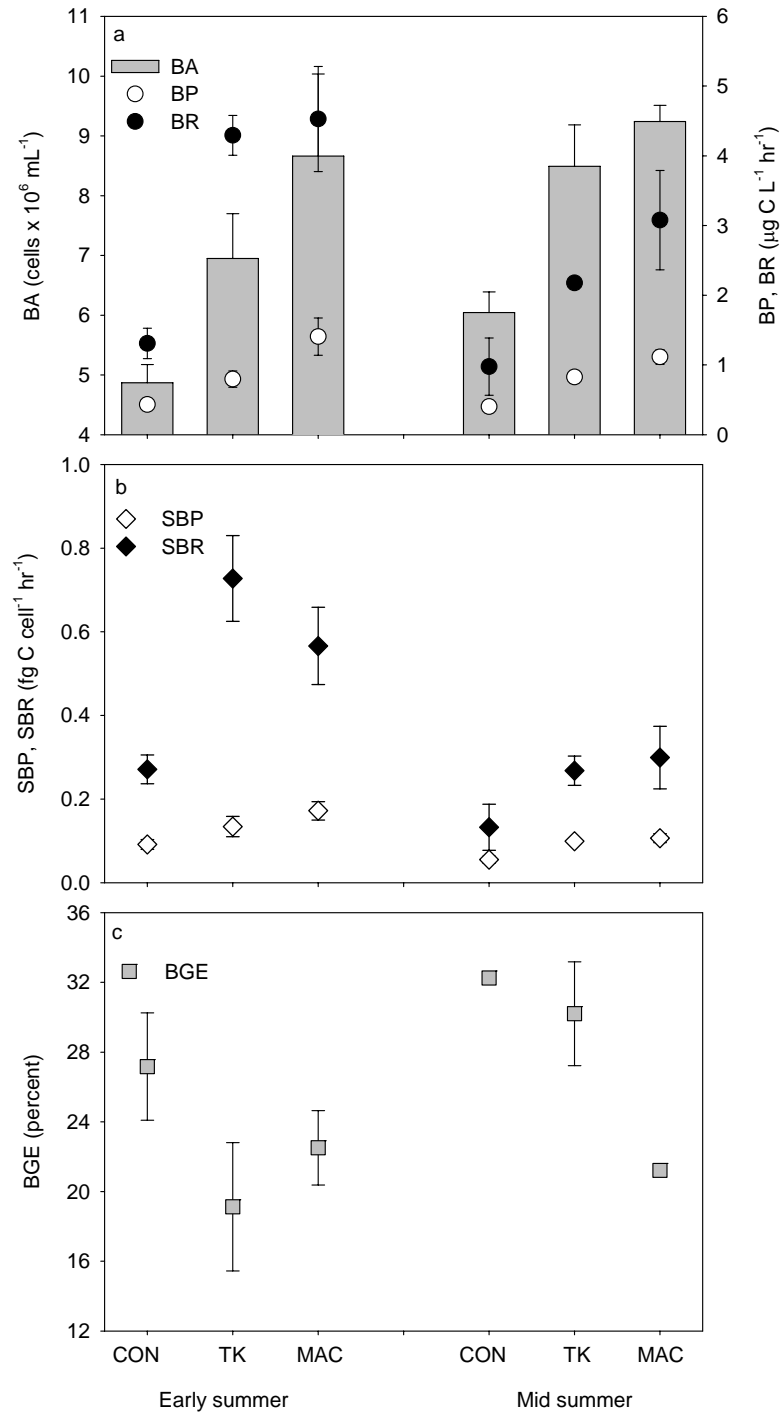 a
BA
BP
BR
11
10
9
8
7
6
5
4
BA (cells x 10⁶ mL⁻¹)
6
5
4
3
2
1
0
BP, BR (µg C L⁻¹ hr⁻¹)
b
SBP
SBR
1.0
0.8
0.6
0.4
0.2
0.0
SBP, SBR (fg C cell⁻¹ hr⁻¹)
c
BGE
36
32
28
24
20
16
12
BGE (percent)
CON TK MAC CON TK MAC
Early summer Mid summer